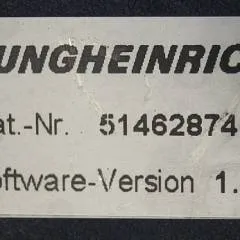 UNGHEINRIC
at.-Nr. 51462874
oftware-Version 1.